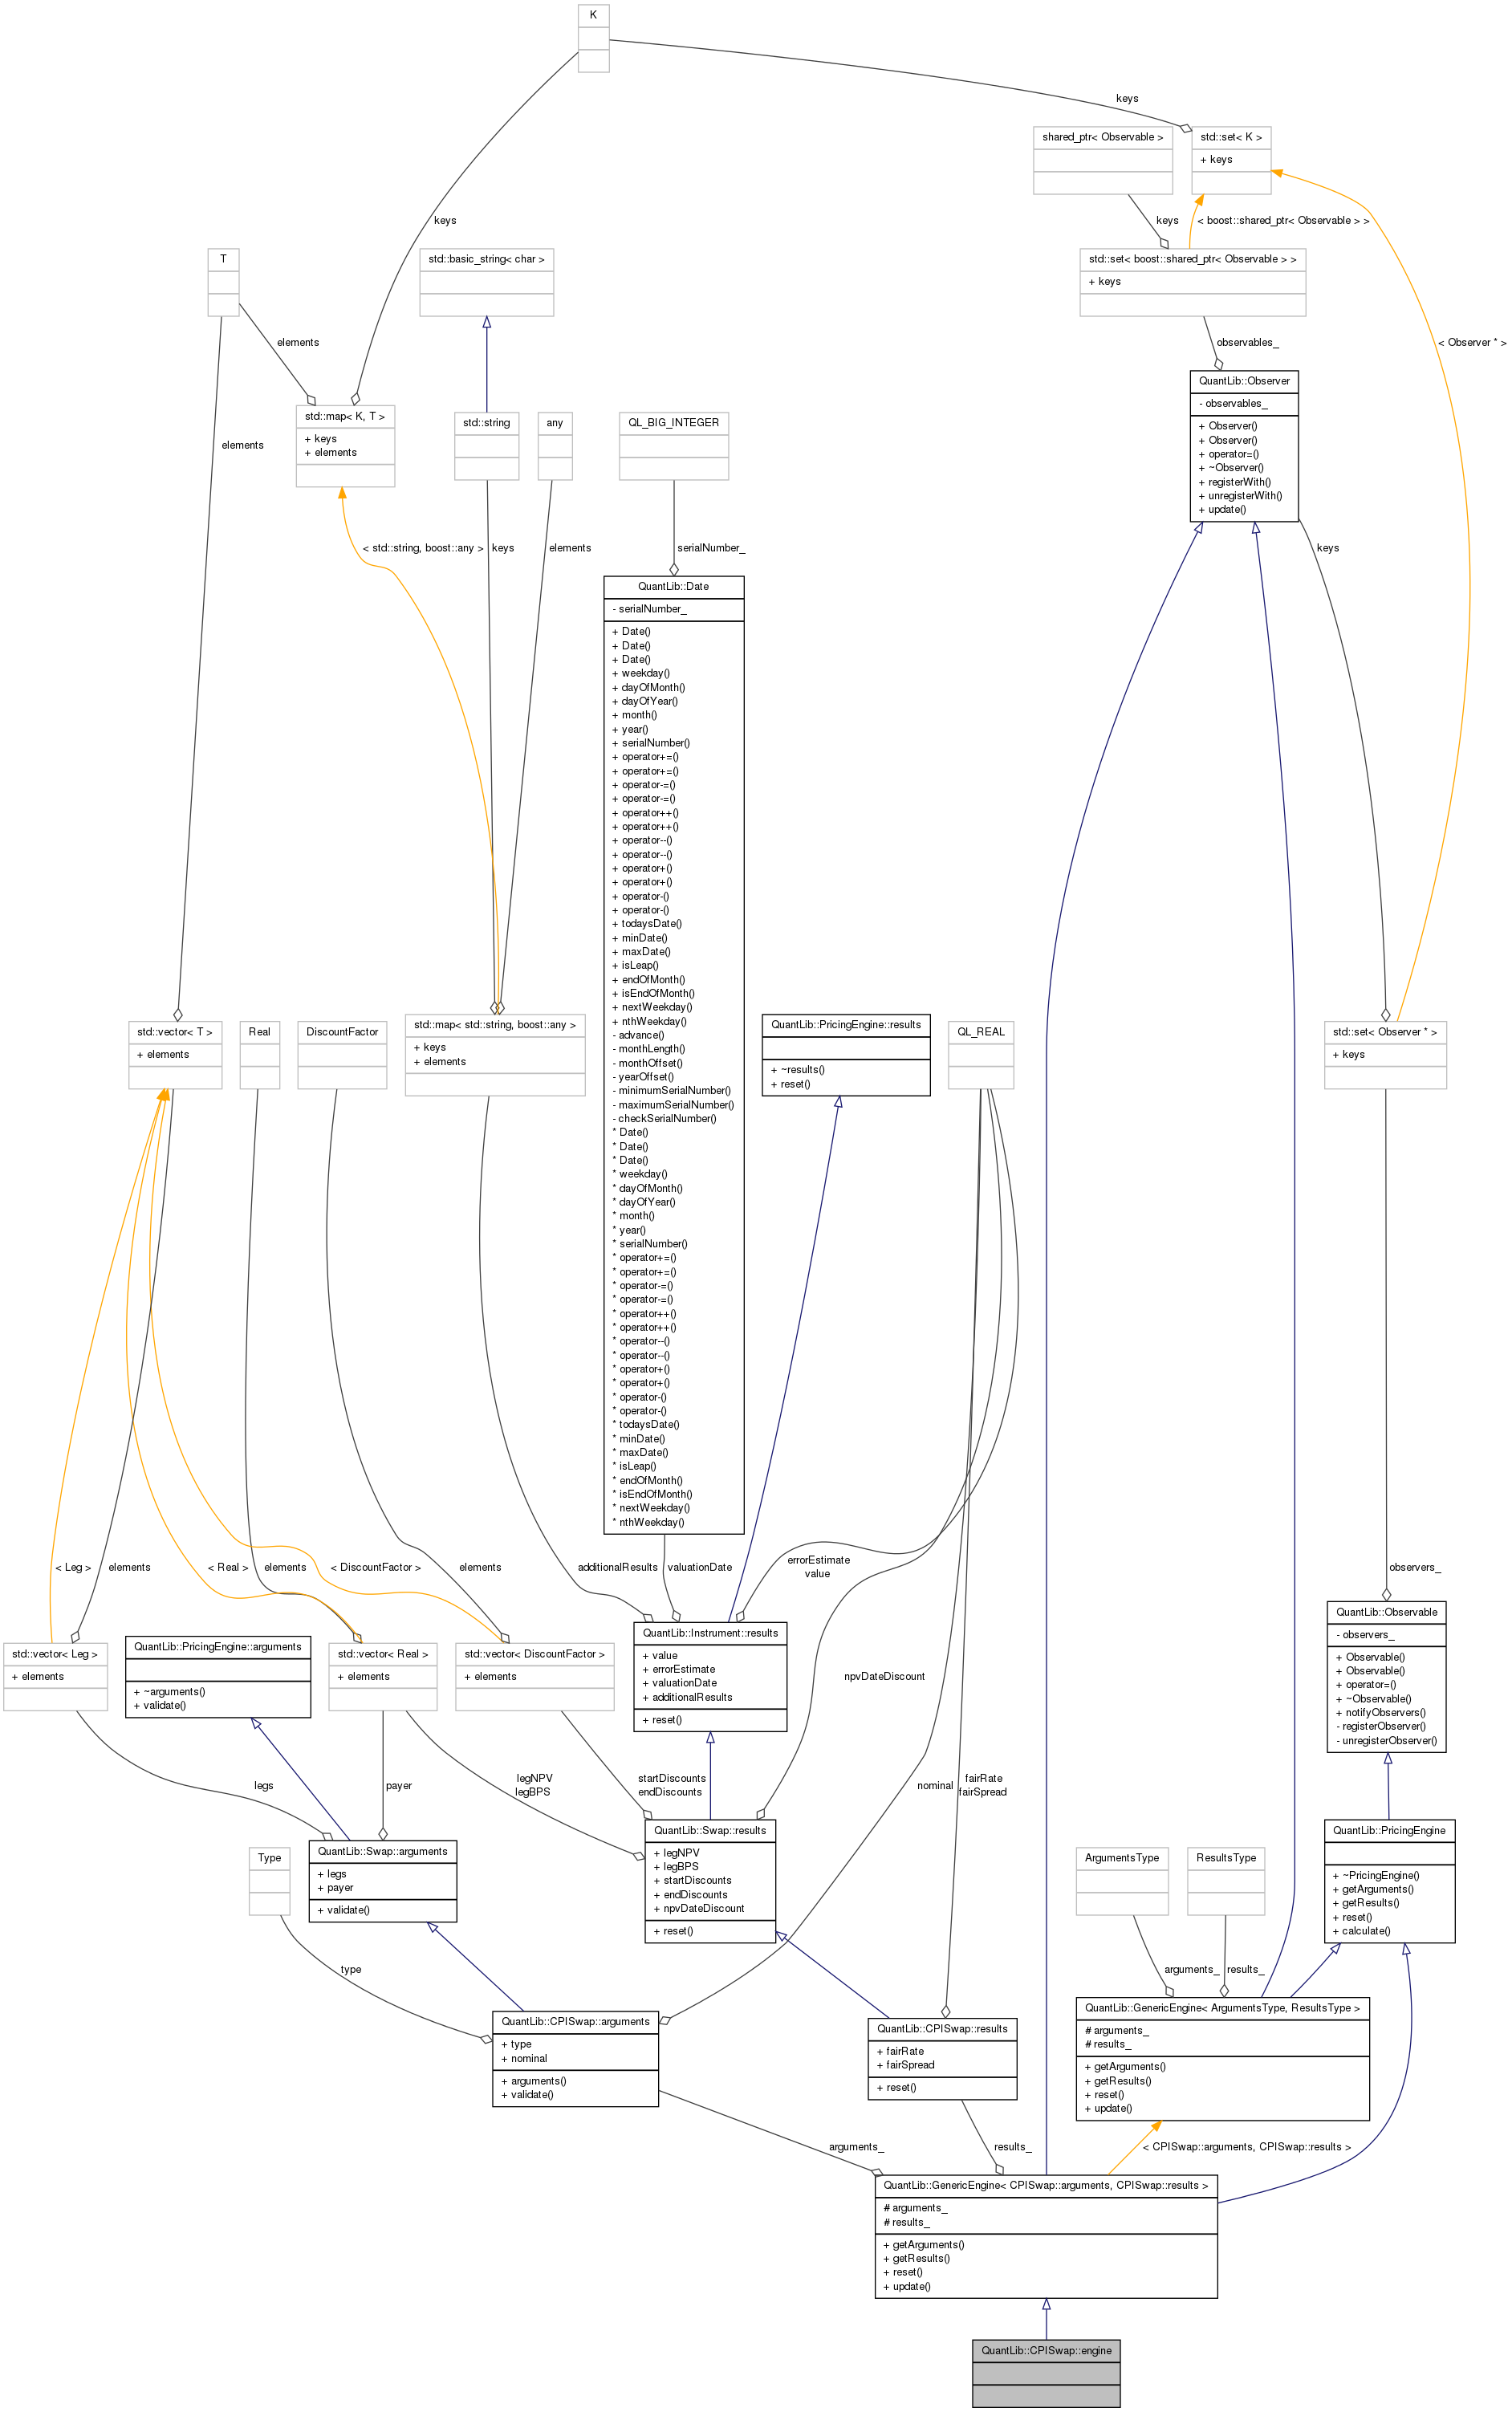 K
keys
shared_ptr< Observable >
std::set< K >
+ keys
keys
keys
< boost::shared_ptr< Observable > >
T
std::basic_string< char >
std::set< boost::shared_ptr< Observable > >
+ keys
elements
observables_
< Observer * >
QuantLib::Observer
- observables_
+ Observer()
+ Observer()
+ operator=()
+ ~Observer()
+ registerWith()
+ unregisterWith()
+ update()
std::map< K, T >
+ keys
+ elements
std::string
any
QL_BIG_INTEGER
elements
< std::string, boost::any >
keys
elements
serialNumber_
keys
QuantLib::Date
- serialNumber_
+ Date()
+ Date()
+ Date()
+ weekday()
+ dayOfMonth()
+ dayOfYear()
+ month()
+ year()
+ serialNumber()
+ operator+=()
+ operator+=()
+ operator-=()
+ operator-=()
+ operator++()
+ operator++()
+ operator--()
+ operator--()
+ operator+()
+ operator+()
+ operator-()
+ operator-()
+ todaysDate()
+ minDate()
+ maxDate()
+ isLeap()
+ endOfMonth()
+ isEndOfMonth()
+ nextWeekday()
+ nthWeekday()
- advance()
- monthLength()
- monthOffset()
- yearOffset()
- minimumSerialNumber()
- maximumSerialNumber()
- checkSerialNumber()
* Date()
* Date()
* Date()
* weekday()
* dayOfMonth()
* dayOfYear()
* month()
* year()
* serialNumber()
* operator+=()
* operator+=()
* operator-=()
* operator-=()
* operator++()
* operator++()
* operator--()
* operator--()
* operator+()
* operator+()
* operator-()
* operator-()
* todaysDate()
* minDate()
* maxDate()
* isLeap()
* endOfMonth()
* isEndOfMonth()
* nextWeekday()
* nthWeekday()
std::vector< T >
+ elements
Real
DiscountFactor
std::map< std::string, boost::any >
+ keys
+ elements
QuantLib::PricingEngine::results
+ ~results()
+ reset()
QL_REAL
std::set< Observer * >
+ keys
< Leg >
elements
< Real >
elements
< DiscountFactor >
elements
additionalResults
valuationDate
errorEstimate
value
observers_
std::vector< Leg >
+ elements
QuantLib::PricingEngine::arguments
+ ~arguments()
+ validate()
std::vector< Real >
+ elements
std::vector< DiscountFactor >
+ elements
QuantLib::Instrument::results
+ value
+ errorEstimate
+ valuationDate
+ additionalResults
+ reset()
npvDateDiscount
QuantLib::Observable
- observers_
+ Observable()
+ Observable()
+ operator=()
+ ~Observable()
+ notifyObservers()
- registerObserver()
- unregisterObserver()
legs
payer
legNPV
legBPS
startDiscounts
endDiscounts
nominal
fairRate
fairSpread
Type
QuantLib::Swap::arguments
+ legs
+ payer
+ validate()
QuantLib::Swap::results
+ legNPV
+ legBPS
+ startDiscounts
+ endDiscounts
+ npvDateDiscount
+ reset()
ArgumentsType
ResultsType
QuantLib::PricingEngine
+ ~PricingEngine()
+ getArguments()
+ getResults()
+ reset()
+ calculate()
type
arguments_
results_
QuantLib::CPISwap::arguments
+ type
+ nominal
+ arguments()
+ validate()
QuantLib::CPISwap::results
+ fairRate
+ fairSpread
+ reset()
QuantLib::GenericEngine< ArgumentsType, ResultsType >
# arguments_
# results_
+ getArguments()
+ getResults()
+ reset()
+ update()
arguments_
results_
< CPISwap::arguments, CPISwap::results >
QuantLib::GenericEngine< CPISwap::arguments, CPISwap::results >
# arguments_
# results_
+ getArguments()
+ getResults()
+ reset()
+ update()
QuantLib::CPISwap::engine